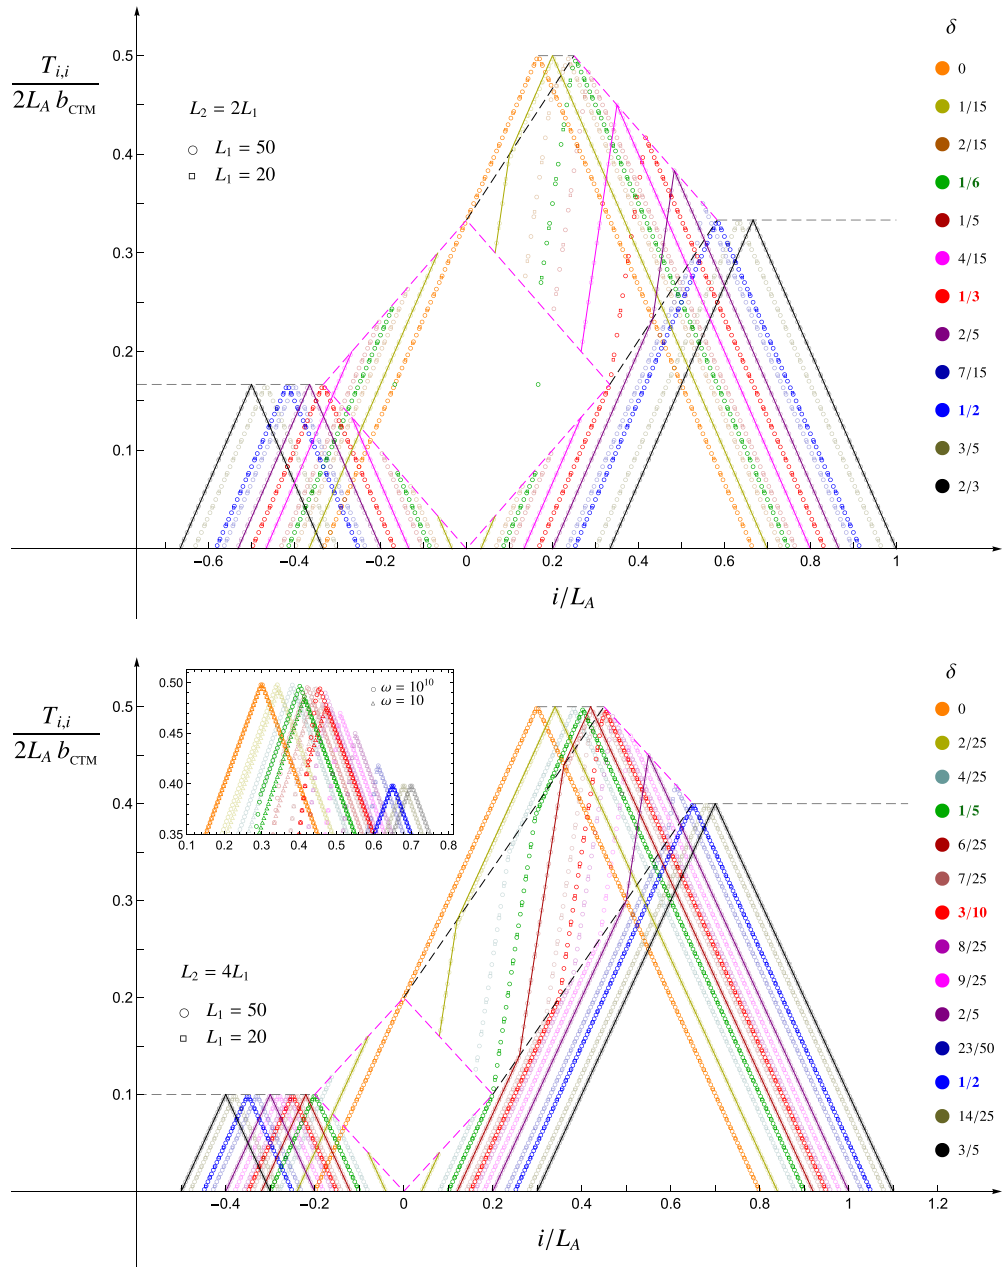 T_{i,i} / 2L_A b_CTM
L_2 = 2L_1
○ L_1 = 50
□ L_1 = 20
0.5
0.4
0.3
0.2
0.1
−0.6 −0.4 −0.2 0 0.2 0.4 0.6 0.8 1
i/L_A
δ
0
1/15
2/15
1/6
1/5
4/15
1/3
2/5
7/15
1/2
3/5
2/3
T_{i,i} / 2L_A b_CTM
0.50
0.45
0.40
0.35
0.1 0.2 0.3 0.4 0.5 0.6 0.7 0.8
○ ω = 10^{10}
△ ω = 10
L_2 = 4L_1
○ L_1 = 50
□ L_1 = 20
0.5
0.4
0.3
0.2
0.1
−0.4 −0.2 0 0.2 0.4 0.6 0.8 1 1.2
i/L_A
δ
0
2/25
4/25
1/5
6/25
7/25
3/10
8/25
9/25
2/5
23/50
1/2
14/25
3/5